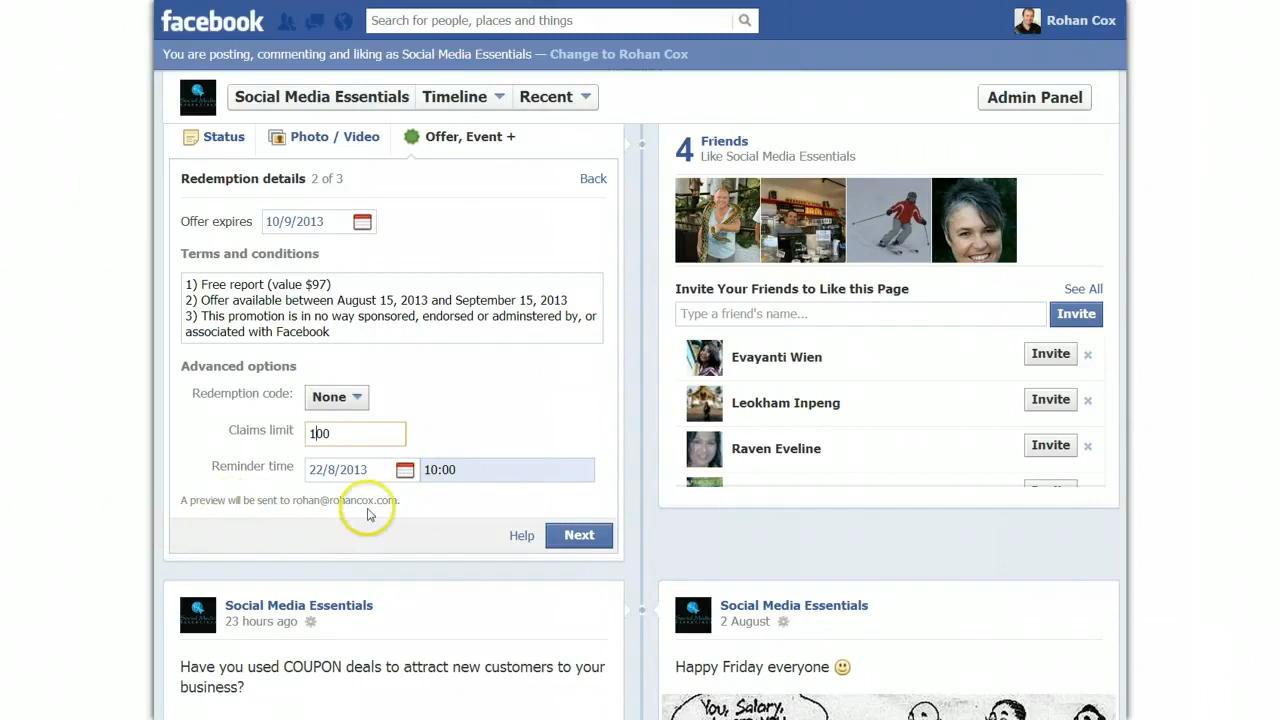 facebook
Search for people, places and things
Rohan Cox
You are posting, commenting and liking as Social Media Essentials — Change to Rohan Cox
Social Media Essentials Timeline Recent
Admin Panel
Status Photo / Video Offer, Event +
Redemption details 2 of 3 Back
Offer expires 10/9/2013
Terms and conditions
1) Free report (value $97)
2) Offer available between August 15, 2013 and September 15, 2013
3) This promotion is in no way sponsored, endorsed or adminstered by, or
associated with Facebook
Advanced options
Redemption code: None
Claims limit 100
Reminder time 22/8/2013 10:00
A preview will be sent to rohan@rohancox.com.
Help Next
4 Friends
Like Social Media Essentials
Invite Your Friends to Like this Page See All
Type a friend's name... Invite
Evayanti Wien Invite
Leokham Inpeng Invite
Raven Eveline Invite
Social Media Essentials
23 hours ago
Have you used COUPON deals to attract new customers to your
business?
Social Media Essentials
2 August
Happy Friday everyone
You, Salary,